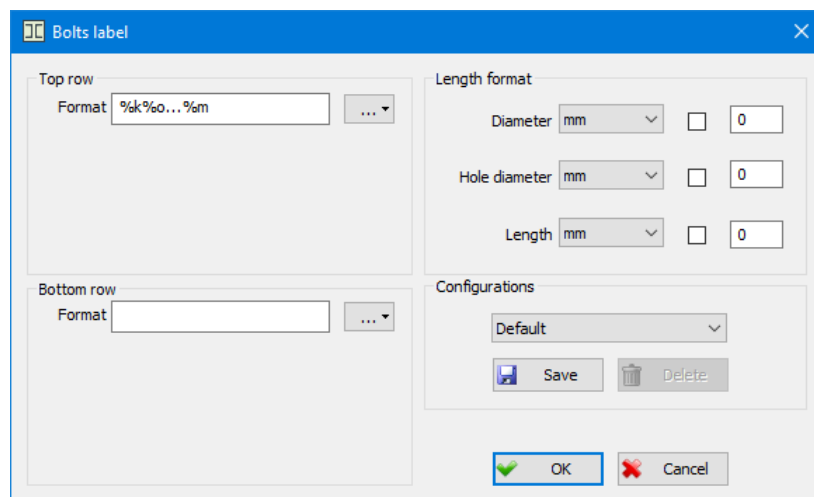 Bolts label
Top row
Format %k%o...%m ...
Bottom row
Format ...
Length format
Diameter mm 0
Hole diameter mm 0
Length mm 0
Configurations
Default
Save Delete
OK Cancel